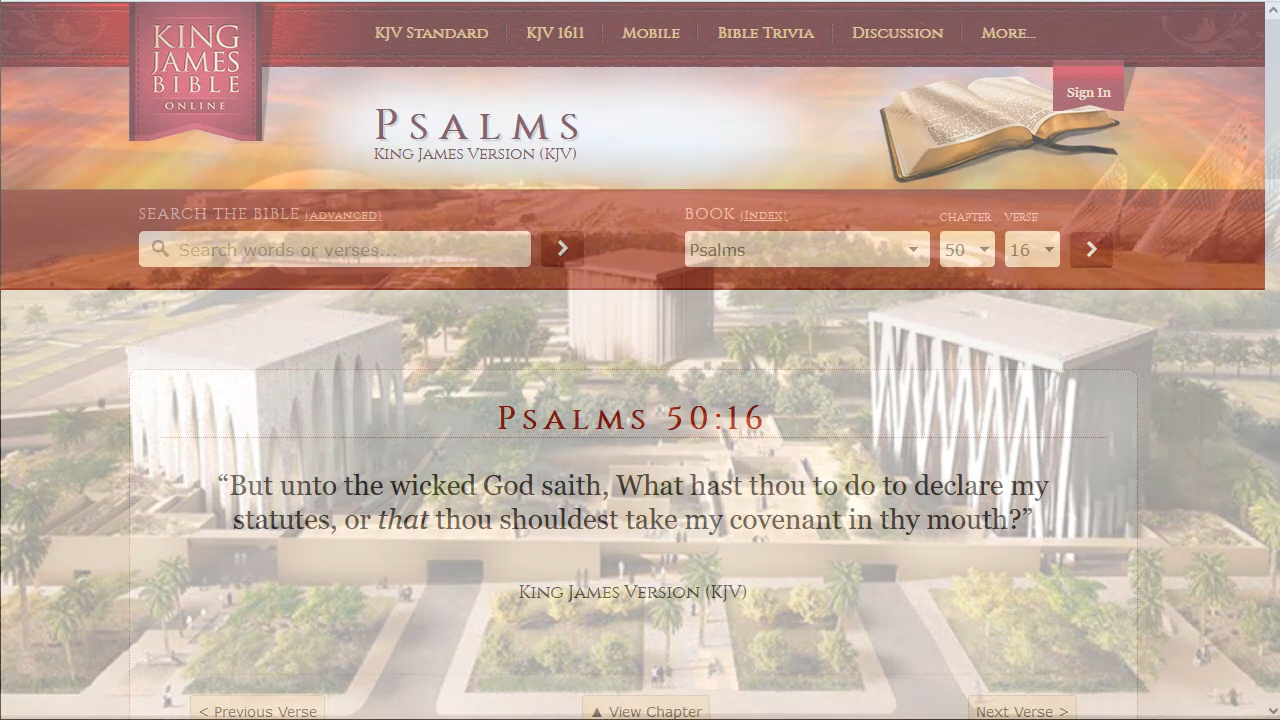 KING
JAMES
BIBLE
ONLINE
KJV Standard
KJV 1611
Mobile
Bible Trivia
Discussion
More...
Sign In
Psalms
King James Version (KJV)
SEARCH THE BIBLE (Advanced)
Search words or verses...
BOOK (Index)
CHAPTER
VERSE
Psalms
50
16
Psalms 50:16
“But unto the wicked God saith, What hast thou to do to declare my
statutes, or that thou shouldest take my covenant in thy mouth?”
King James Version (KJV)
< Previous Verse
▲ View Chapter
Next Verse >